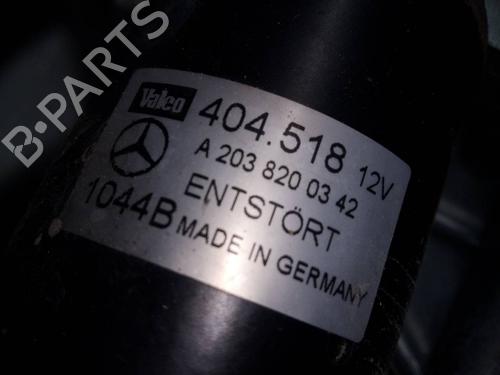 B-PARTS
Valeo 404.518 12V
A 203 820 03 42
ENTSTÖRT
1044B MADE IN GERMANY